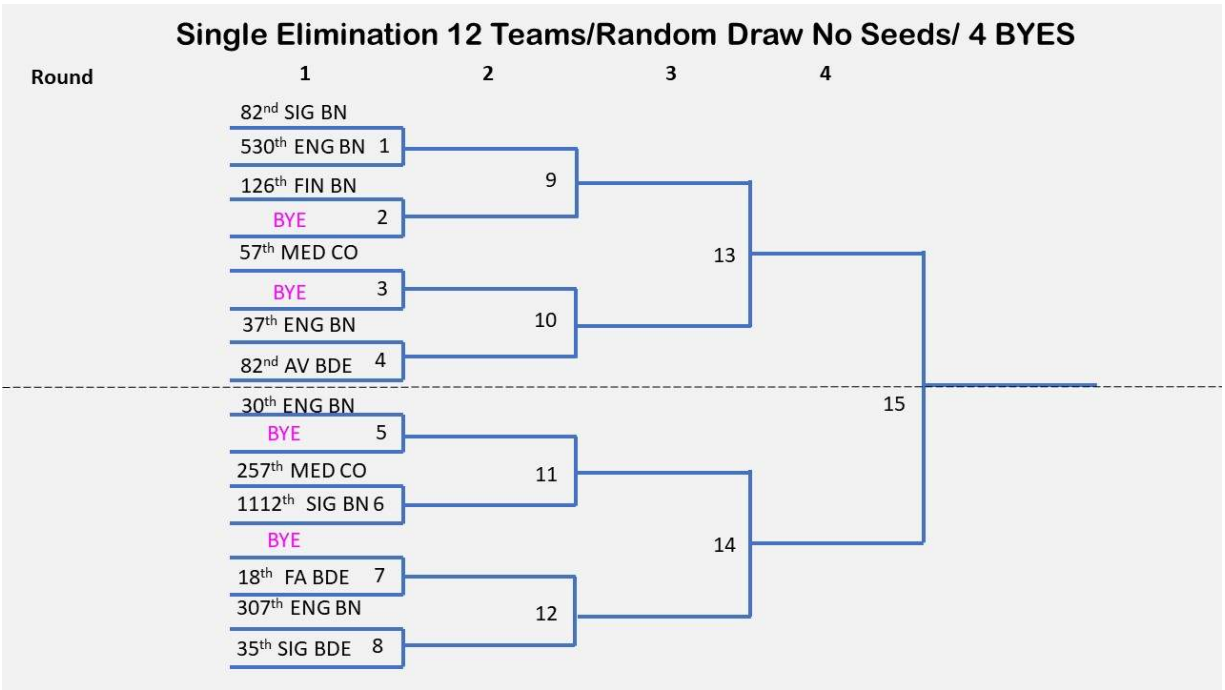 Single Elimination 12 Teams/Random Draw No Seeds/ 4 BYES
Round 1 2 3 4
82nd SIG BN
530th ENG BN 1
126th FIN BN
9
BYE 2
57th MED CO
13
BYE 3
10
37th ENG BN
82nd AV BDE 4
30th ENG BN
15
BYE 5
257th MED CO
11
1112th SIG BN 6
BYE
14
18th FA BDE 7
307th ENG BN
12
35th SIG BDE 8